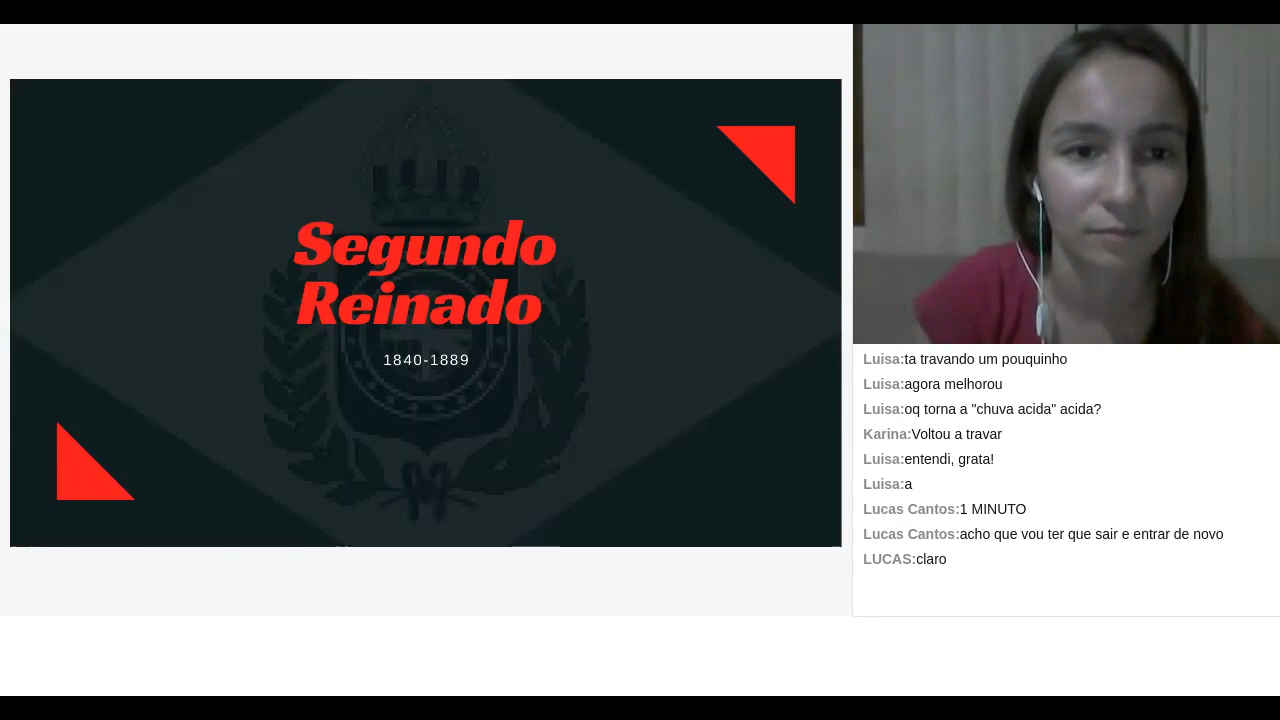 Segundo
Reinado
1840-1889
Luisa:ta travando um pouquinho
Luisa:agora melhorou
Luisa:oq torna a "chuva acida" acida?
Karina:Voltou a travar
Luisa:entendi, grata!
Luisa:a
Lucas Cantos:1 MINUTO
Lucas Cantos:acho que vou ter que sair e entrar de novo
LUCAS:claro